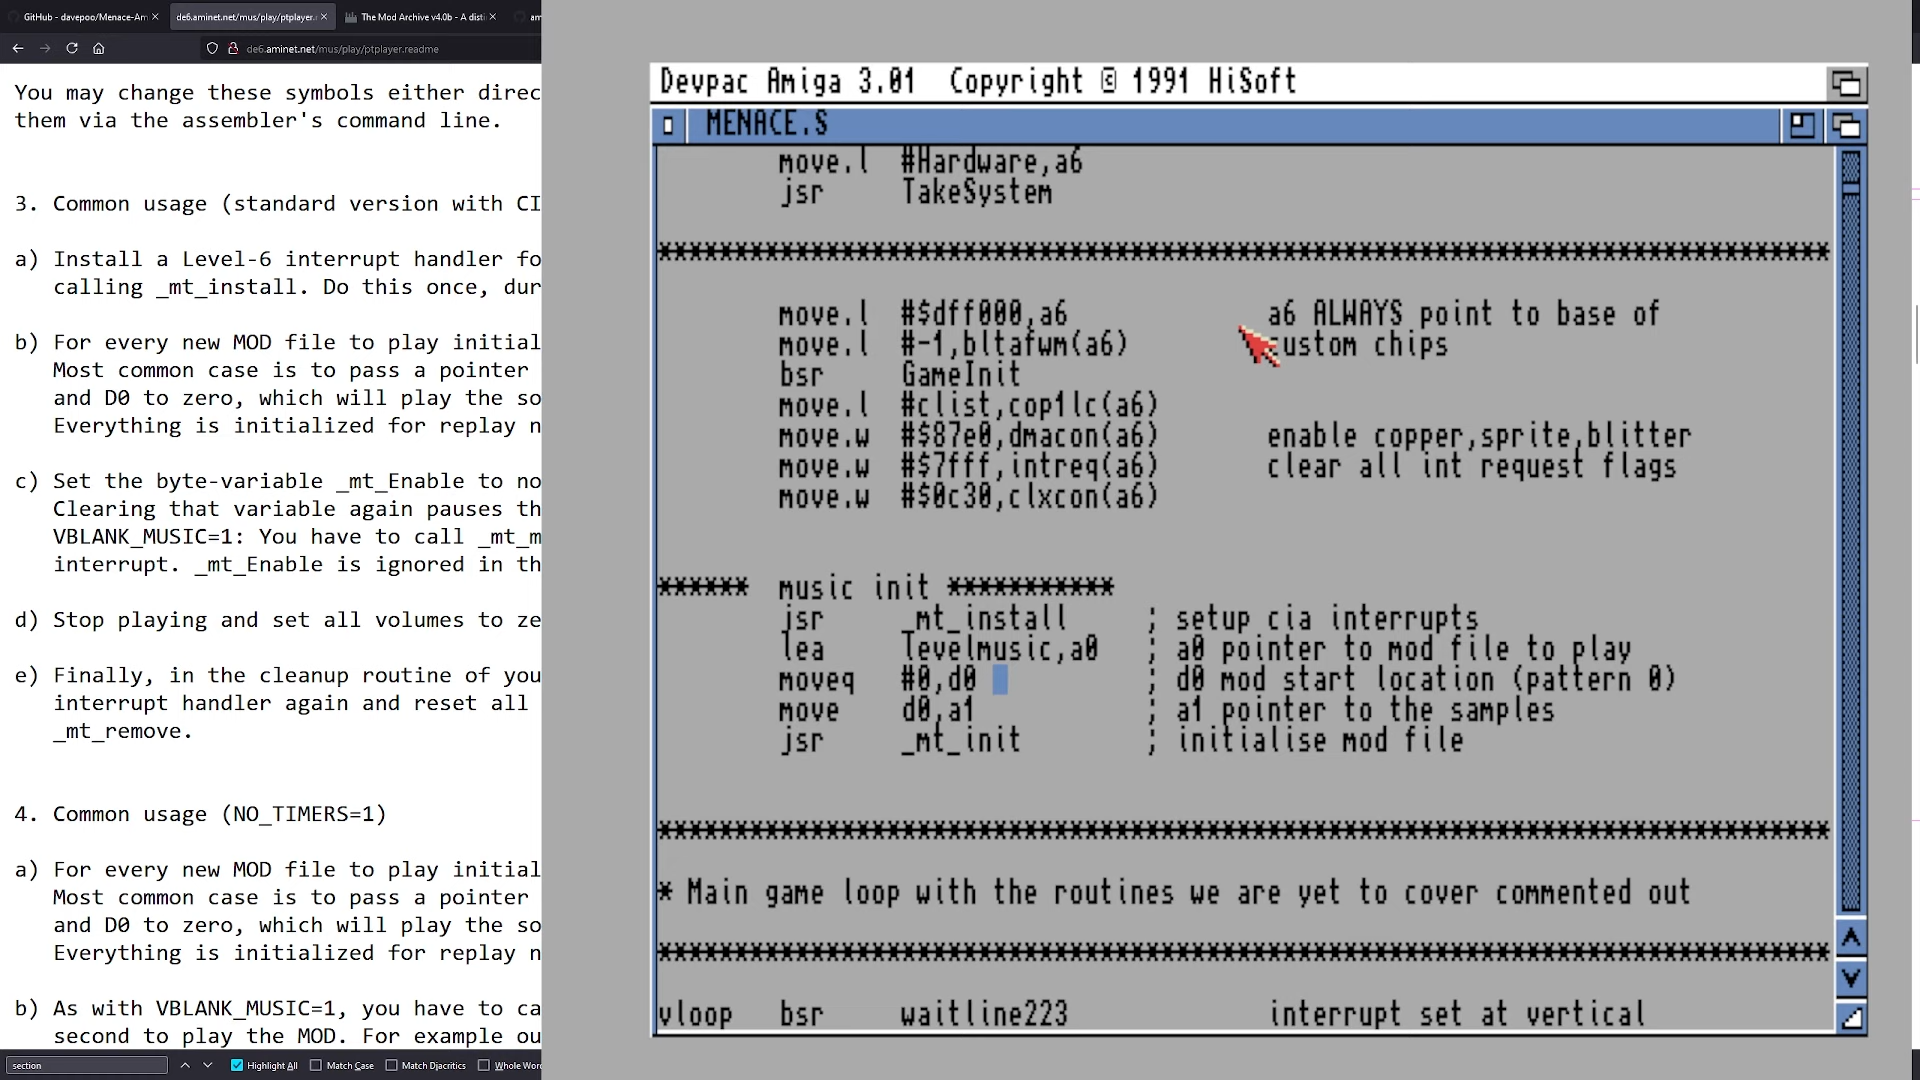 GitHub - davepoo/Menace-Am
de6.aminet.net/mus/play/ptplayer.r
The Mod Archive v4.0b - A disti
am
de6.aminet.net/mus/play/ptplayer.readme
You may change these symbols either direc
them via the assembler's command line.
3. Common usage (standard version with CI
a) Install a Level-6 interrupt handler fo
calling _mt_install. Do this once, dur
b) For every new MOD file to play initial
Most common case is to pass a pointer
and D0 to zero, which will play the so
Everything is initialized for replay n
c) Set the byte-variable _mt_Enable to no
Clearing that variable again pauses th
VBLANK_MUSIC=1: You have to call _mt_m
interrupt. _mt_Enable is ignored in th
d) Stop playing and set all volumes to ze
e) Finally, in the cleanup routine of you
interrupt handler again and reset all
_mt_remove.
4. Common usage (NO_TIMERS=1)
a) For every new MOD file to play initial
Most common case is to pass a pointer
and D0 to zero, which will play the so
Everything is initialized for replay n
b) As with VBLANK_MUSIC=1, you have to ca
second to play the MOD. For example ou
section
Highlight All
Match Case
Match Diacritics
Whole Word
Devpac Amiga 3.01 Copyright © 1991 HiSoft
MENACE.S
move.l #Hardware,a6
jsr TakeSystem
******************************************************************************
move.l #$dff000,a6 a6 ALWAYS point to base of
move.l #-1,bltafwm(a6) ustom chips
bsr GameInit
move.l #clist,cop1lc(a6)
move.w #$87e0,dmacon(a6) enable copper,sprite,blitter
move.w #$7fff,intreq(a6) clear all int request flags
move.w #$0c30,clxcon(a6)
****** music init ***********
jsr _mt_install ; setup cia interrupts
lea levelmusic,a0 ; a0 pointer to mod file to play
moveq #0,d0 ; d0 mod start location (pattern 0)
move d0,a1 ; a1 pointer to the samples
jsr _mt_init ; initialise mod file
******************************************************************************
* Main game loop with the routines we are yet to cover commented out
******************************************************************************
vloop bsr waitline223 interrupt set at vertical